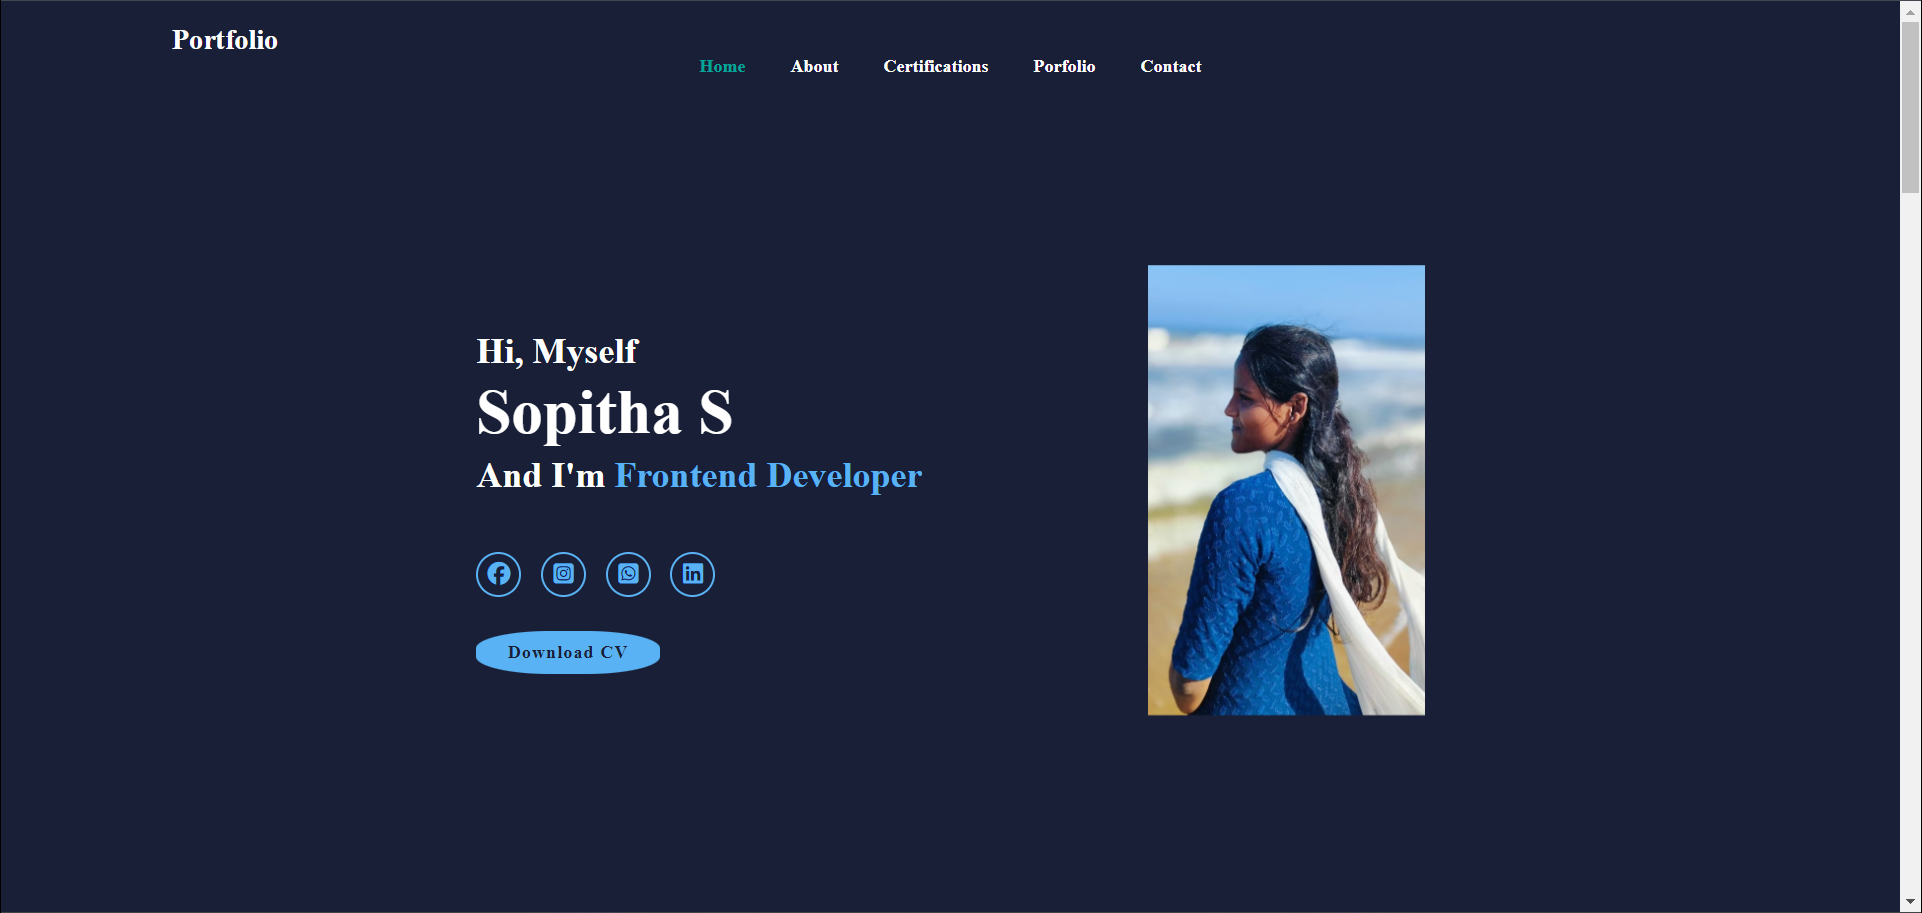 Portfolio
Home About Certifications Porfolio Contact
Hi, Myself
Sopitha S
And I'm Frontend Developer
Download CV